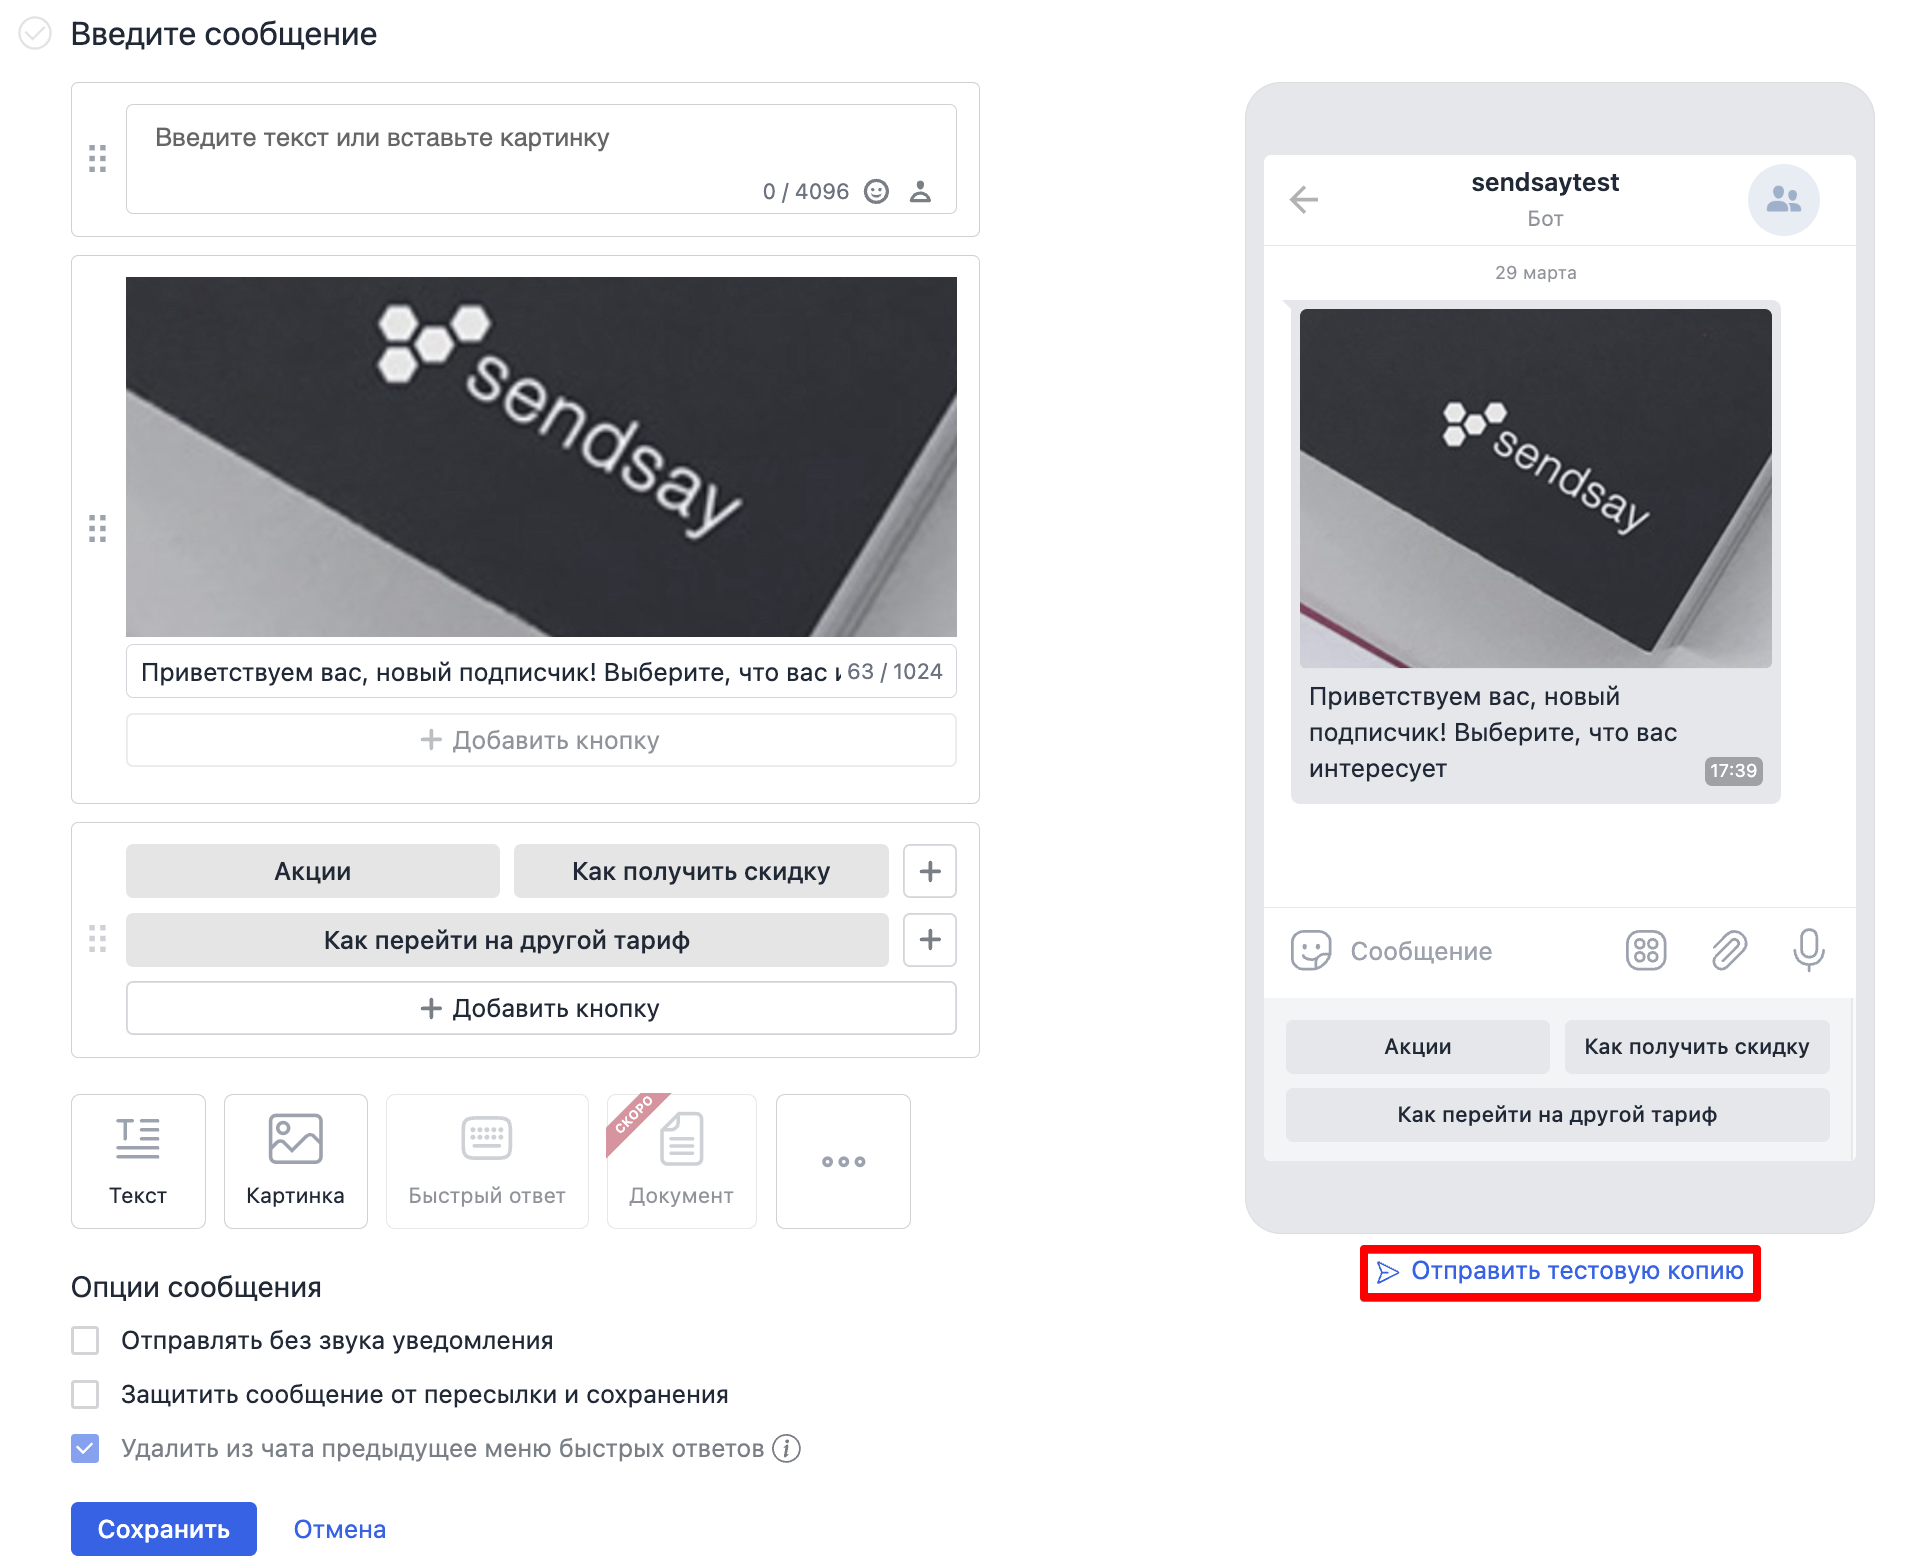 Введите сообщение
Введите текст или вставьте картинку
0 / 4096
sendsay
Приветствуем вас, новый подписчик! Выберите, что вас
63 / 1024
+ Добавить кнопку
Акции
Как получить скидку
+
Как перейти на другой тариф
+
+ Добавить кнопку
Текст
Картинка
Быстрый ответ
СКОРО
Документ
Опции сообщения
Отправлять без звука уведомления
Защитить сообщение от пересылки и сохранения
Удалить из чата предыдущее меню быстрых ответов
Сохранить
Отмена
sendsaytest
Бот
29 марта
sendsay
Приветствуем вас, новый
подписчик! Выберите, что вас
интересует
17:39
Сообщение
Акции
Как получить скидку
Как перейти на другой тариф
Отправить тестовую копию